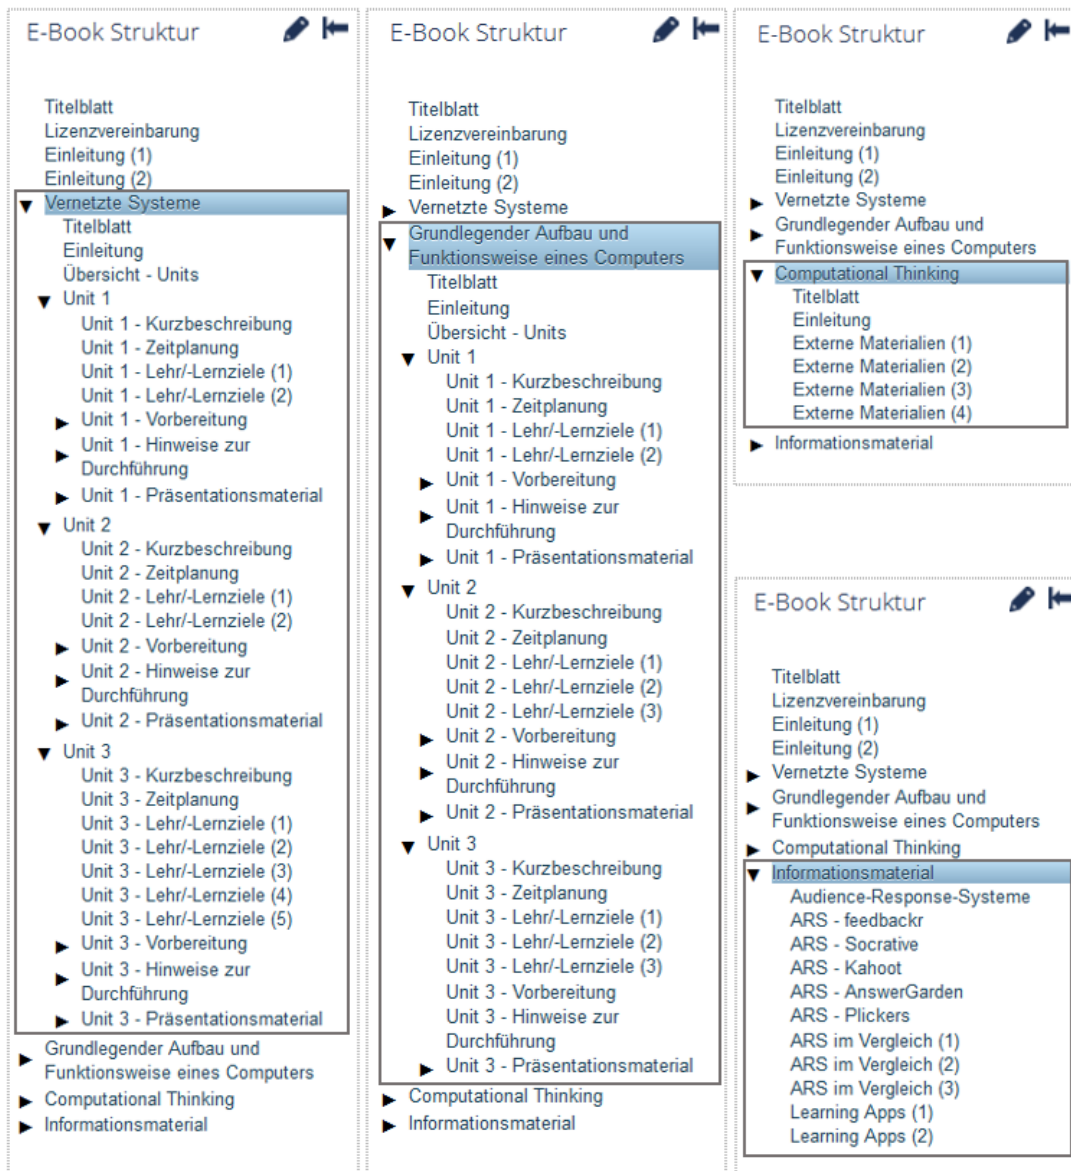 E-Book Struktur
Titelblatt
Lizenzvereinbarung
Einleitung (1)
Einleitung (2)
Vernetzte Systeme
Titelblatt
Einleitung
Übersicht - Units
Unit 1
Unit 1 - Kurzbeschreibung
Unit 1 - Zeitplanung
Unit 1 - Lehr/-Lernziele (1)
Unit 1 - Lehr/-Lernziele (2)
Unit 1 - Vorbereitung
Unit 1 - Hinweise zur
Durchführung
Unit 1 - Präsentationsmaterial
Unit 2
Unit 2 - Kurzbeschreibung
Unit 2 - Zeitplanung
Unit 2 - Lehr/-Lernziele (1)
Unit 2 - Lehr/-Lernziele (2)
Unit 2 - Vorbereitung
Unit 2 - Hinweise zur
Durchführung
Unit 2 - Präsentationsmaterial
Unit 3
Unit 3 - Kurzbeschreibung
Unit 3 - Zeitplanung
Unit 3 - Lehr/-Lernziele (1)
Unit 3 - Lehr/-Lernziele (2)
Unit 3 - Lehr/-Lernziele (3)
Unit 3 - Lehr/-Lernziele (4)
Unit 3 - Lehr/-Lernziele (5)
Unit 3 - Vorbereitung
Unit 3 - Hinweise zur
Durchführung
Unit 3 - Präsentationsmaterial
Grundlegender Aufbau und
Funktionsweise eines Computers
Computational Thinking
Informationsmaterial
E-Book Struktur
Titelblatt
Lizenzvereinbarung
Einleitung (1)
Einleitung (2)
Vernetzte Systeme
Grundlegender Aufbau und
Funktionsweise eines Computers
Titelblatt
Einleitung
Übersicht - Units
Unit 1
Unit 1 - Kurzbeschreibung
Unit 1 - Zeitplanung
Unit 1 - Lehr/-Lernziele (1)
Unit 1 - Lehr/-Lernziele (2)
Unit 1 - Vorbereitung
Unit 1 - Hinweise zur
Durchführung
Unit 1 - Präsentationsmaterial
Unit 2
Unit 2 - Kurzbeschreibung
Unit 2 - Zeitplanung
Unit 2 - Lehr/-Lernziele (1)
Unit 2 - Lehr/-Lernziele (2)
Unit 2 - Lehr/-Lernziele (3)
Unit 2 - Vorbereitung
Unit 2 - Hinweise zur
Durchführung
Unit 2 - Präsentationsmaterial
Unit 3
Unit 3 - Kurzbeschreibung
Unit 3 - Zeitplanung
Unit 3 - Lehr/-Lernziele (1)
Unit 3 - Lehr/-Lernziele (2)
Unit 3 - Lehr/-Lernziele (3)
Unit 3 - Vorbereitung
Unit 3 - Hinweise zur
Durchführung
Unit 3 - Präsentationsmaterial
Computational Thinking
Informationsmaterial
E-Book Struktur
Titelblatt
Lizenzvereinbarung
Einleitung (1)
Einleitung (2)
Vernetzte Systeme
Grundlegender Aufbau und
Funktionsweise eines Computers
Computational Thinking
Titelblatt
Einleitung
Externe Materialien (1)
Externe Materialien (2)
Externe Materialien (3)
Externe Materialien (4)
Informationsmaterial
E-Book Struktur
Titelblatt
Lizenzvereinbarung
Einleitung (1)
Einleitung (2)
Vernetzte Systeme
Grundlegender Aufbau und
Funktionsweise eines Computers
Computational Thinking
Informationsmaterial
Audience-Response-Systeme
ARS - feedbackr
ARS - Socrative
ARS - Kahoot
ARS - AnswerGarden
ARS - Plickers
ARS im Vergleich (1)
ARS im Vergleich (2)
ARS im Vergleich (3)
Learning Apps (1)
Learning Apps (2)